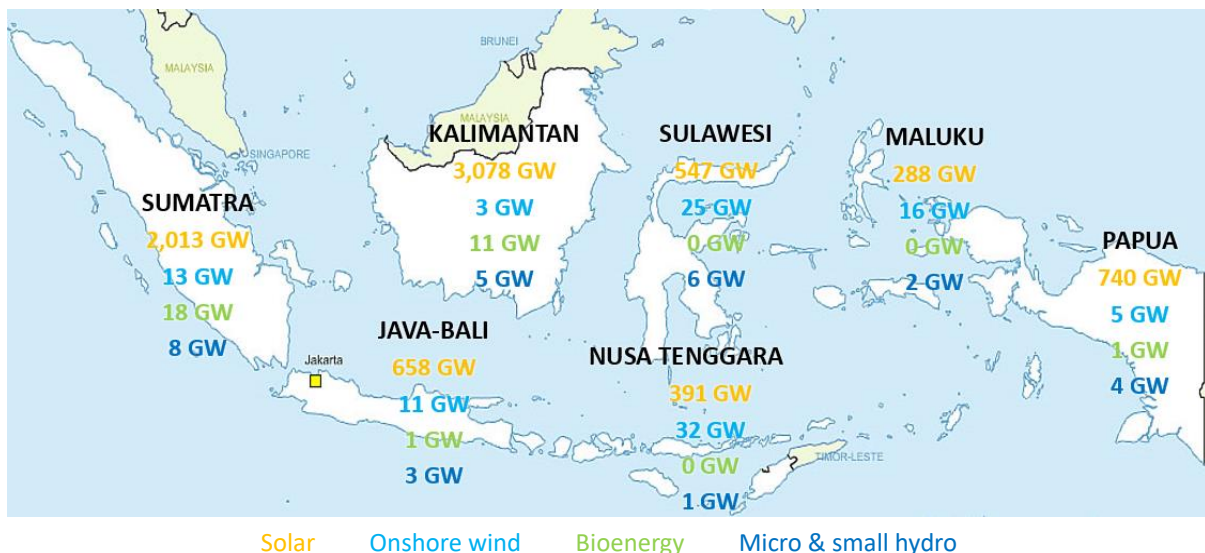 BRUNEI
MALAYSIA
MALAYSIA
SINGAPORE
KALIMANTAN
3,078 GW
3 GW
11 GW
5 GW
SULAWESI
547 GW
25 GW
0 GW
6 GW
MALUKU
288 GW
16 GW
0 GW
2 GW
SUMATRA
2,013 GW
13 GW
18 GW
8 GW
PAPUA
740 GW
5 GW
1 GW
4 GW
Jakarta
JAVA-BALI
658 GW
11 GW
1 GW
3 GW
NUSA TENGGARA
391 GW
32 GW
0 GW
1 GW
TIMOR-LESTE
Solar Onshore wind Bioenergy Micro & small hydro